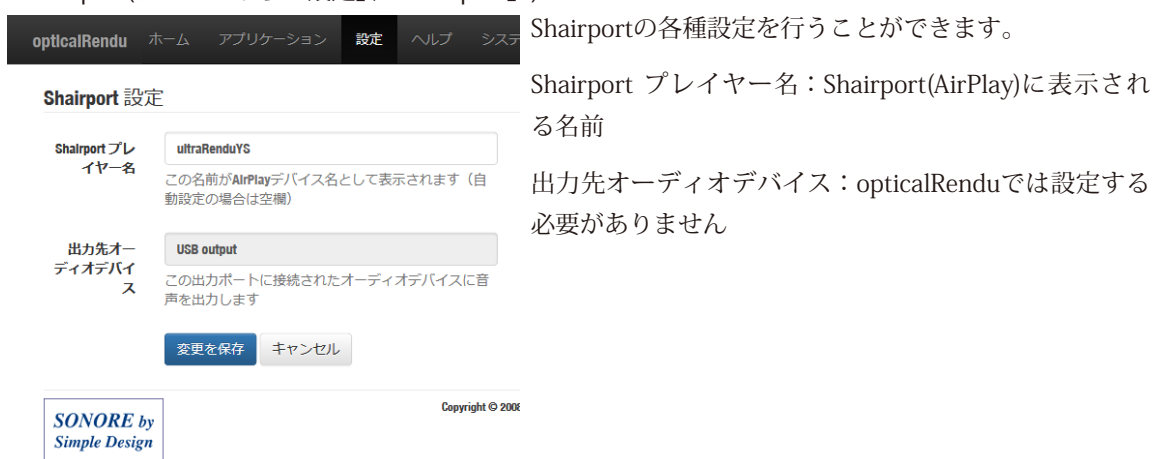 optIcalRendu ホーム アプリケーション 設定 ヘルプ システ
Shairport 設定
Shairport プレ
イヤー名
ultraRenduYS
この名前がAirPlayデバイス名として表示されます（自
動設定の場合は空欄）
出力先オー
ディオデバイ
ス
USB output
この出力ポートに接続されたオーディオデバイスに音
声を出力します
変更を保存 キャンセル
SONORE by
Simple Design
Copyright © 2008
Shairportの各種設定を行うことができます。
Shairport プレイヤー名：Shairport(AirPlay)に表示され
る名前
出力先オーディオデバイス：opticalRenduでは設定する
必要がありません